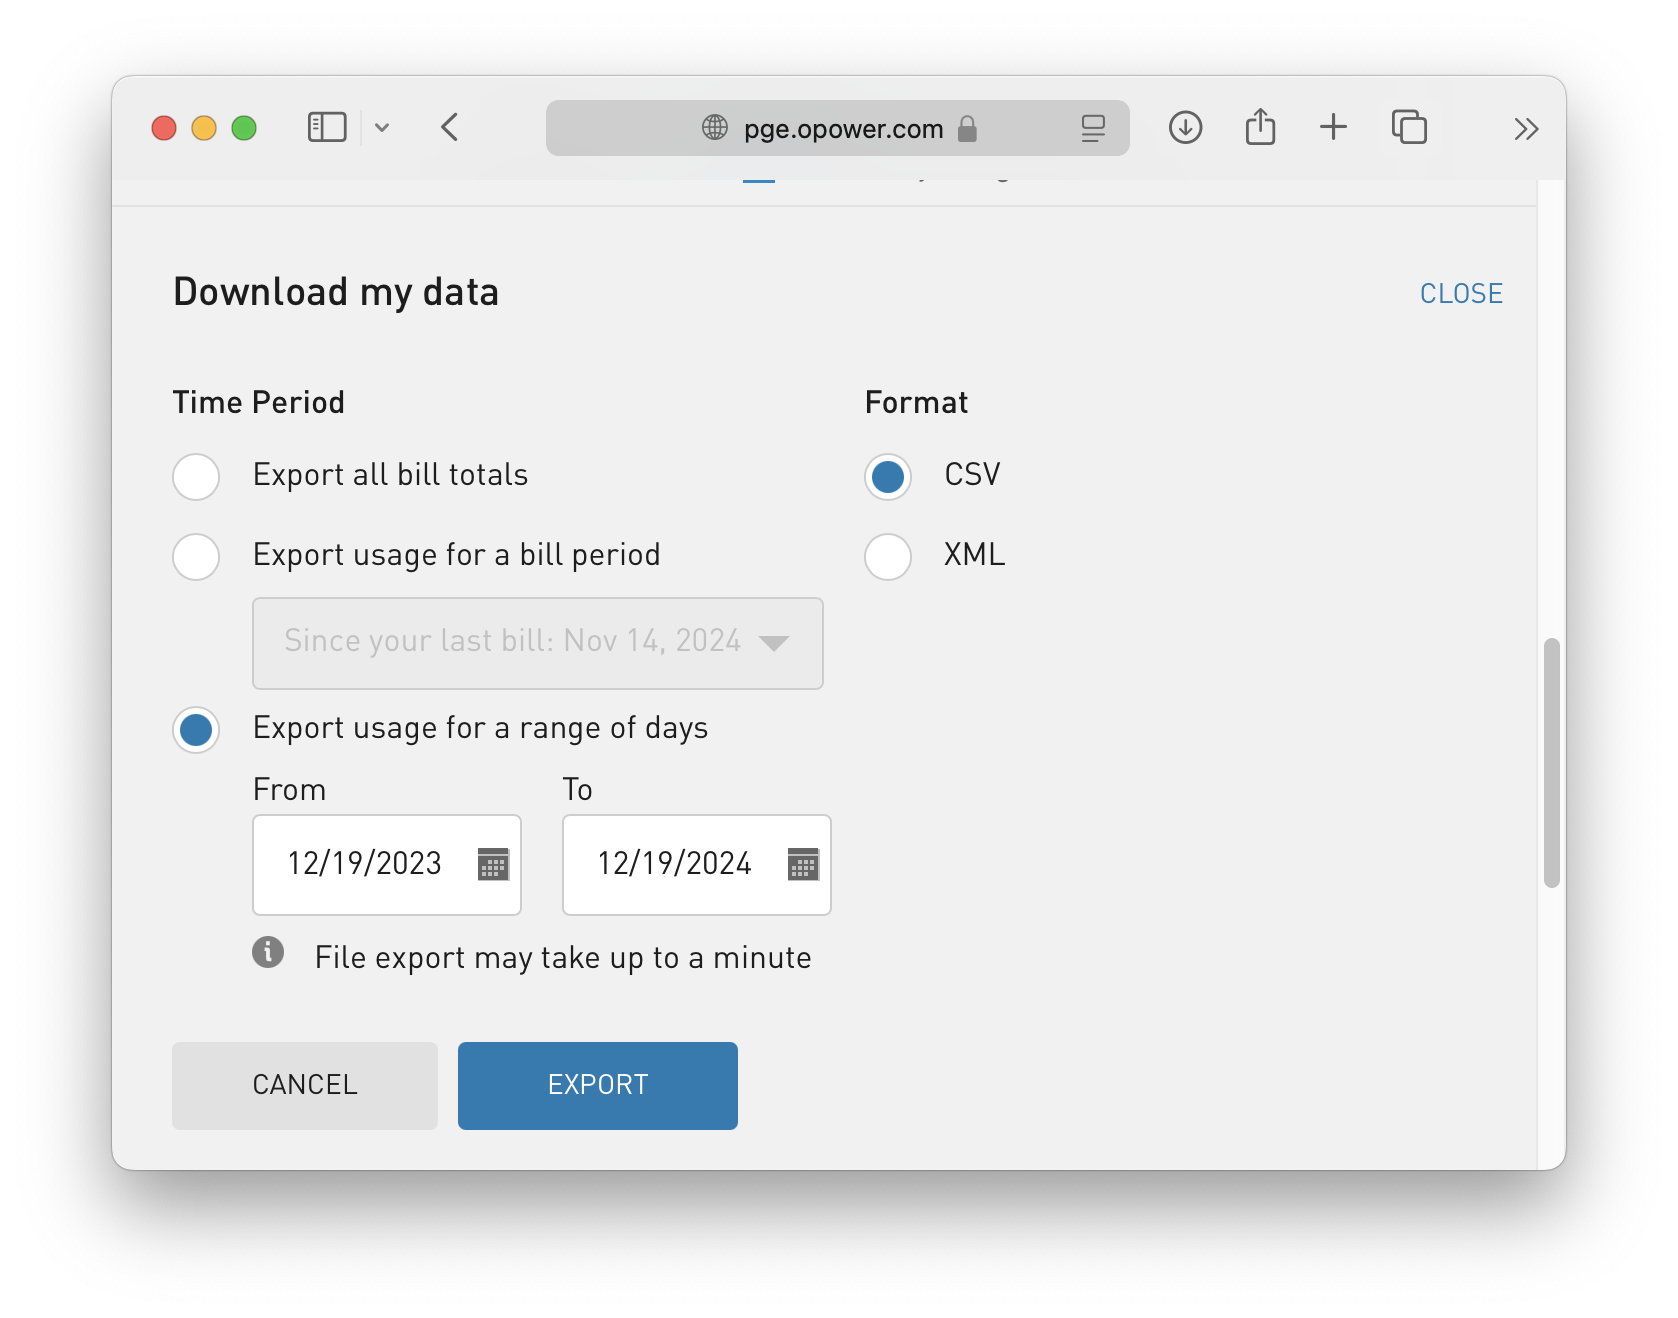 pge.opower.com
Download my data
CLOSE
Time Period
Format
Export all bill totals
CSV
Export usage for a bill period
XML
Since your last bill: Nov 14, 2024
Export usage for a range of days
From
To
12/19/2023
12/19/2024
File export may take up to a minute
CANCEL
EXPORT